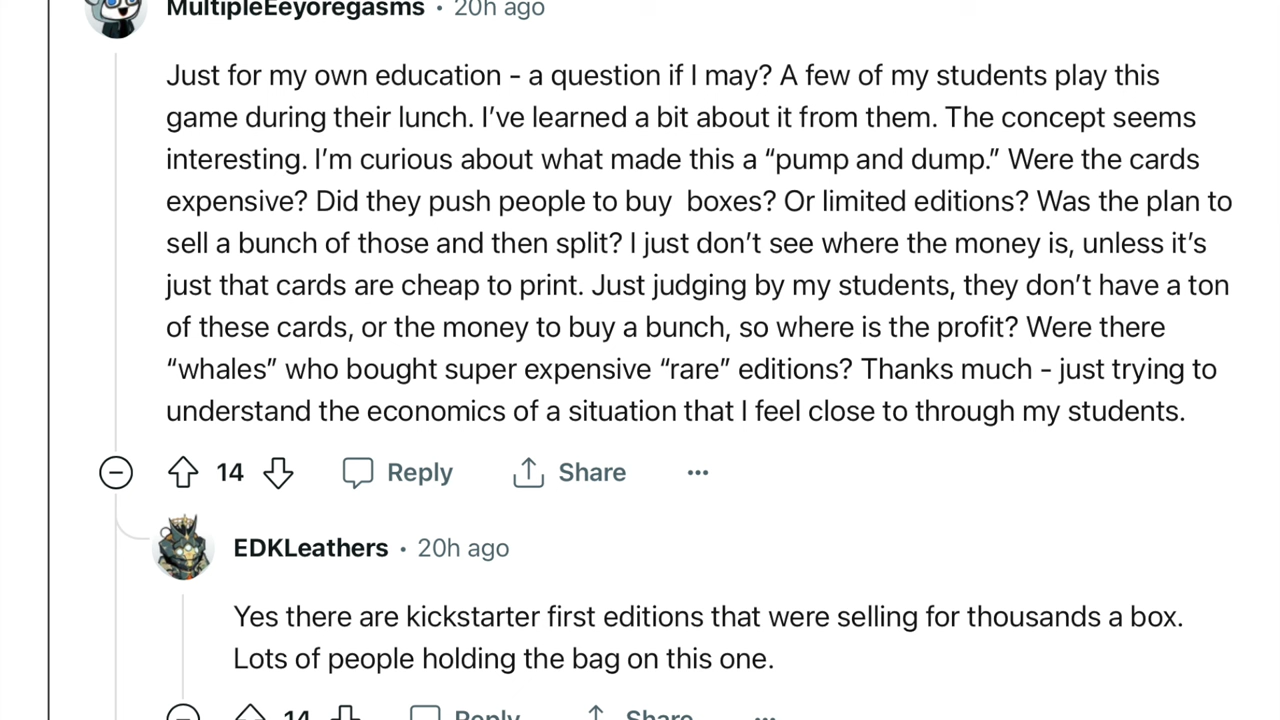 MultipleEeyoregasms • 20h ago
Just for my own education - a question if I may? A few of my students play this
game during their lunch. I’ve learned a bit about it from them. The concept seems
interesting. I’m curious about what made this a “pump and dump.” Were the cards
expensive? Did they push people to buy  boxes? Or limited editions? Was the plan to
sell a bunch of those and then split? I just don’t see where the money is, unless it’s
just that cards are cheap to print. Just judging by my students, they don’t have a ton
of these cards, or the money to buy a bunch, so where is the profit? Were there
“whales” who bought super expensive “rare” editions? Thanks much - just trying to
understand the economics of a situation that I feel close to through my students.
14 Reply Share
EDKLeathers • 20h ago
Yes there are kickstarter first editions that were selling for thousands a box.
Lots of people holding the bag on this one.
14 Reply Share